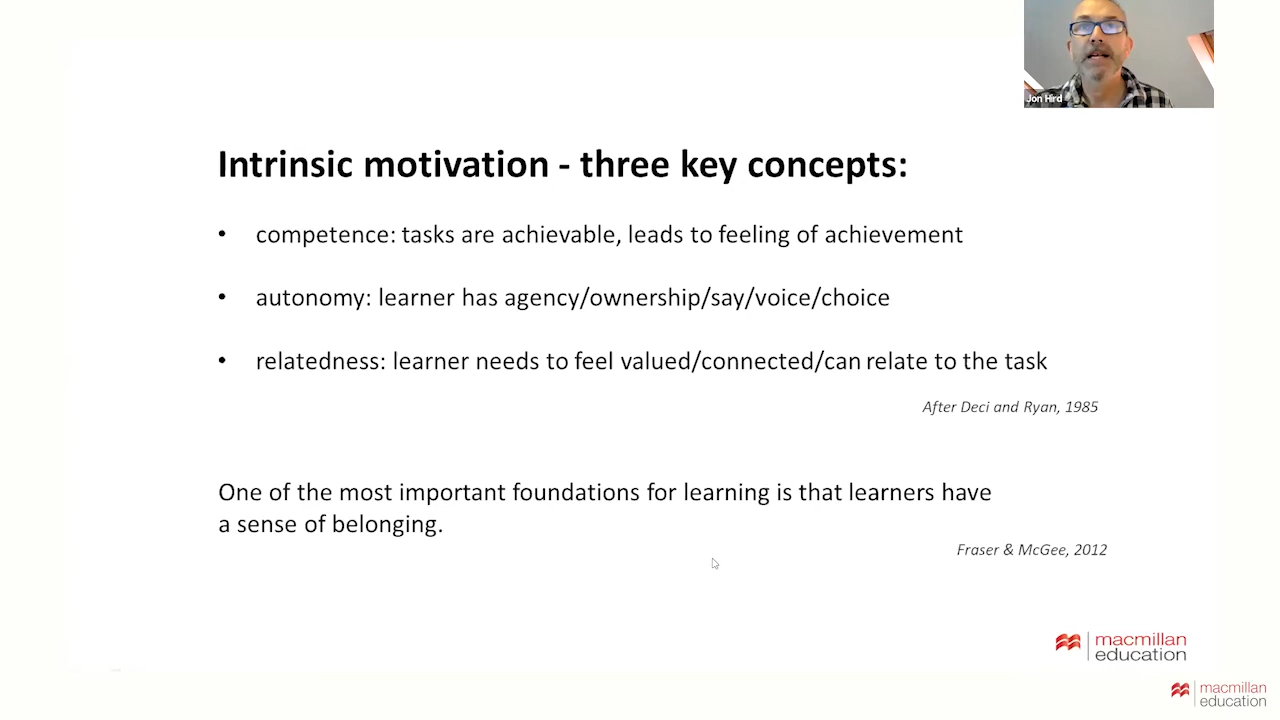 Jon Hird
Intrinsic motivation - three key concepts:
• competence: tasks are achievable, leads to feeling of achievement
• autonomy: learner has agency/ownership/say/voice/choice
• relatedness: learner needs to feel valued/connected/can relate to the task
After Deci and Ryan, 1985
One of the most important foundations for learning is that learners have
a sense of belonging.
Fraser & McGee, 2012
macmillan
education
macmillan
education